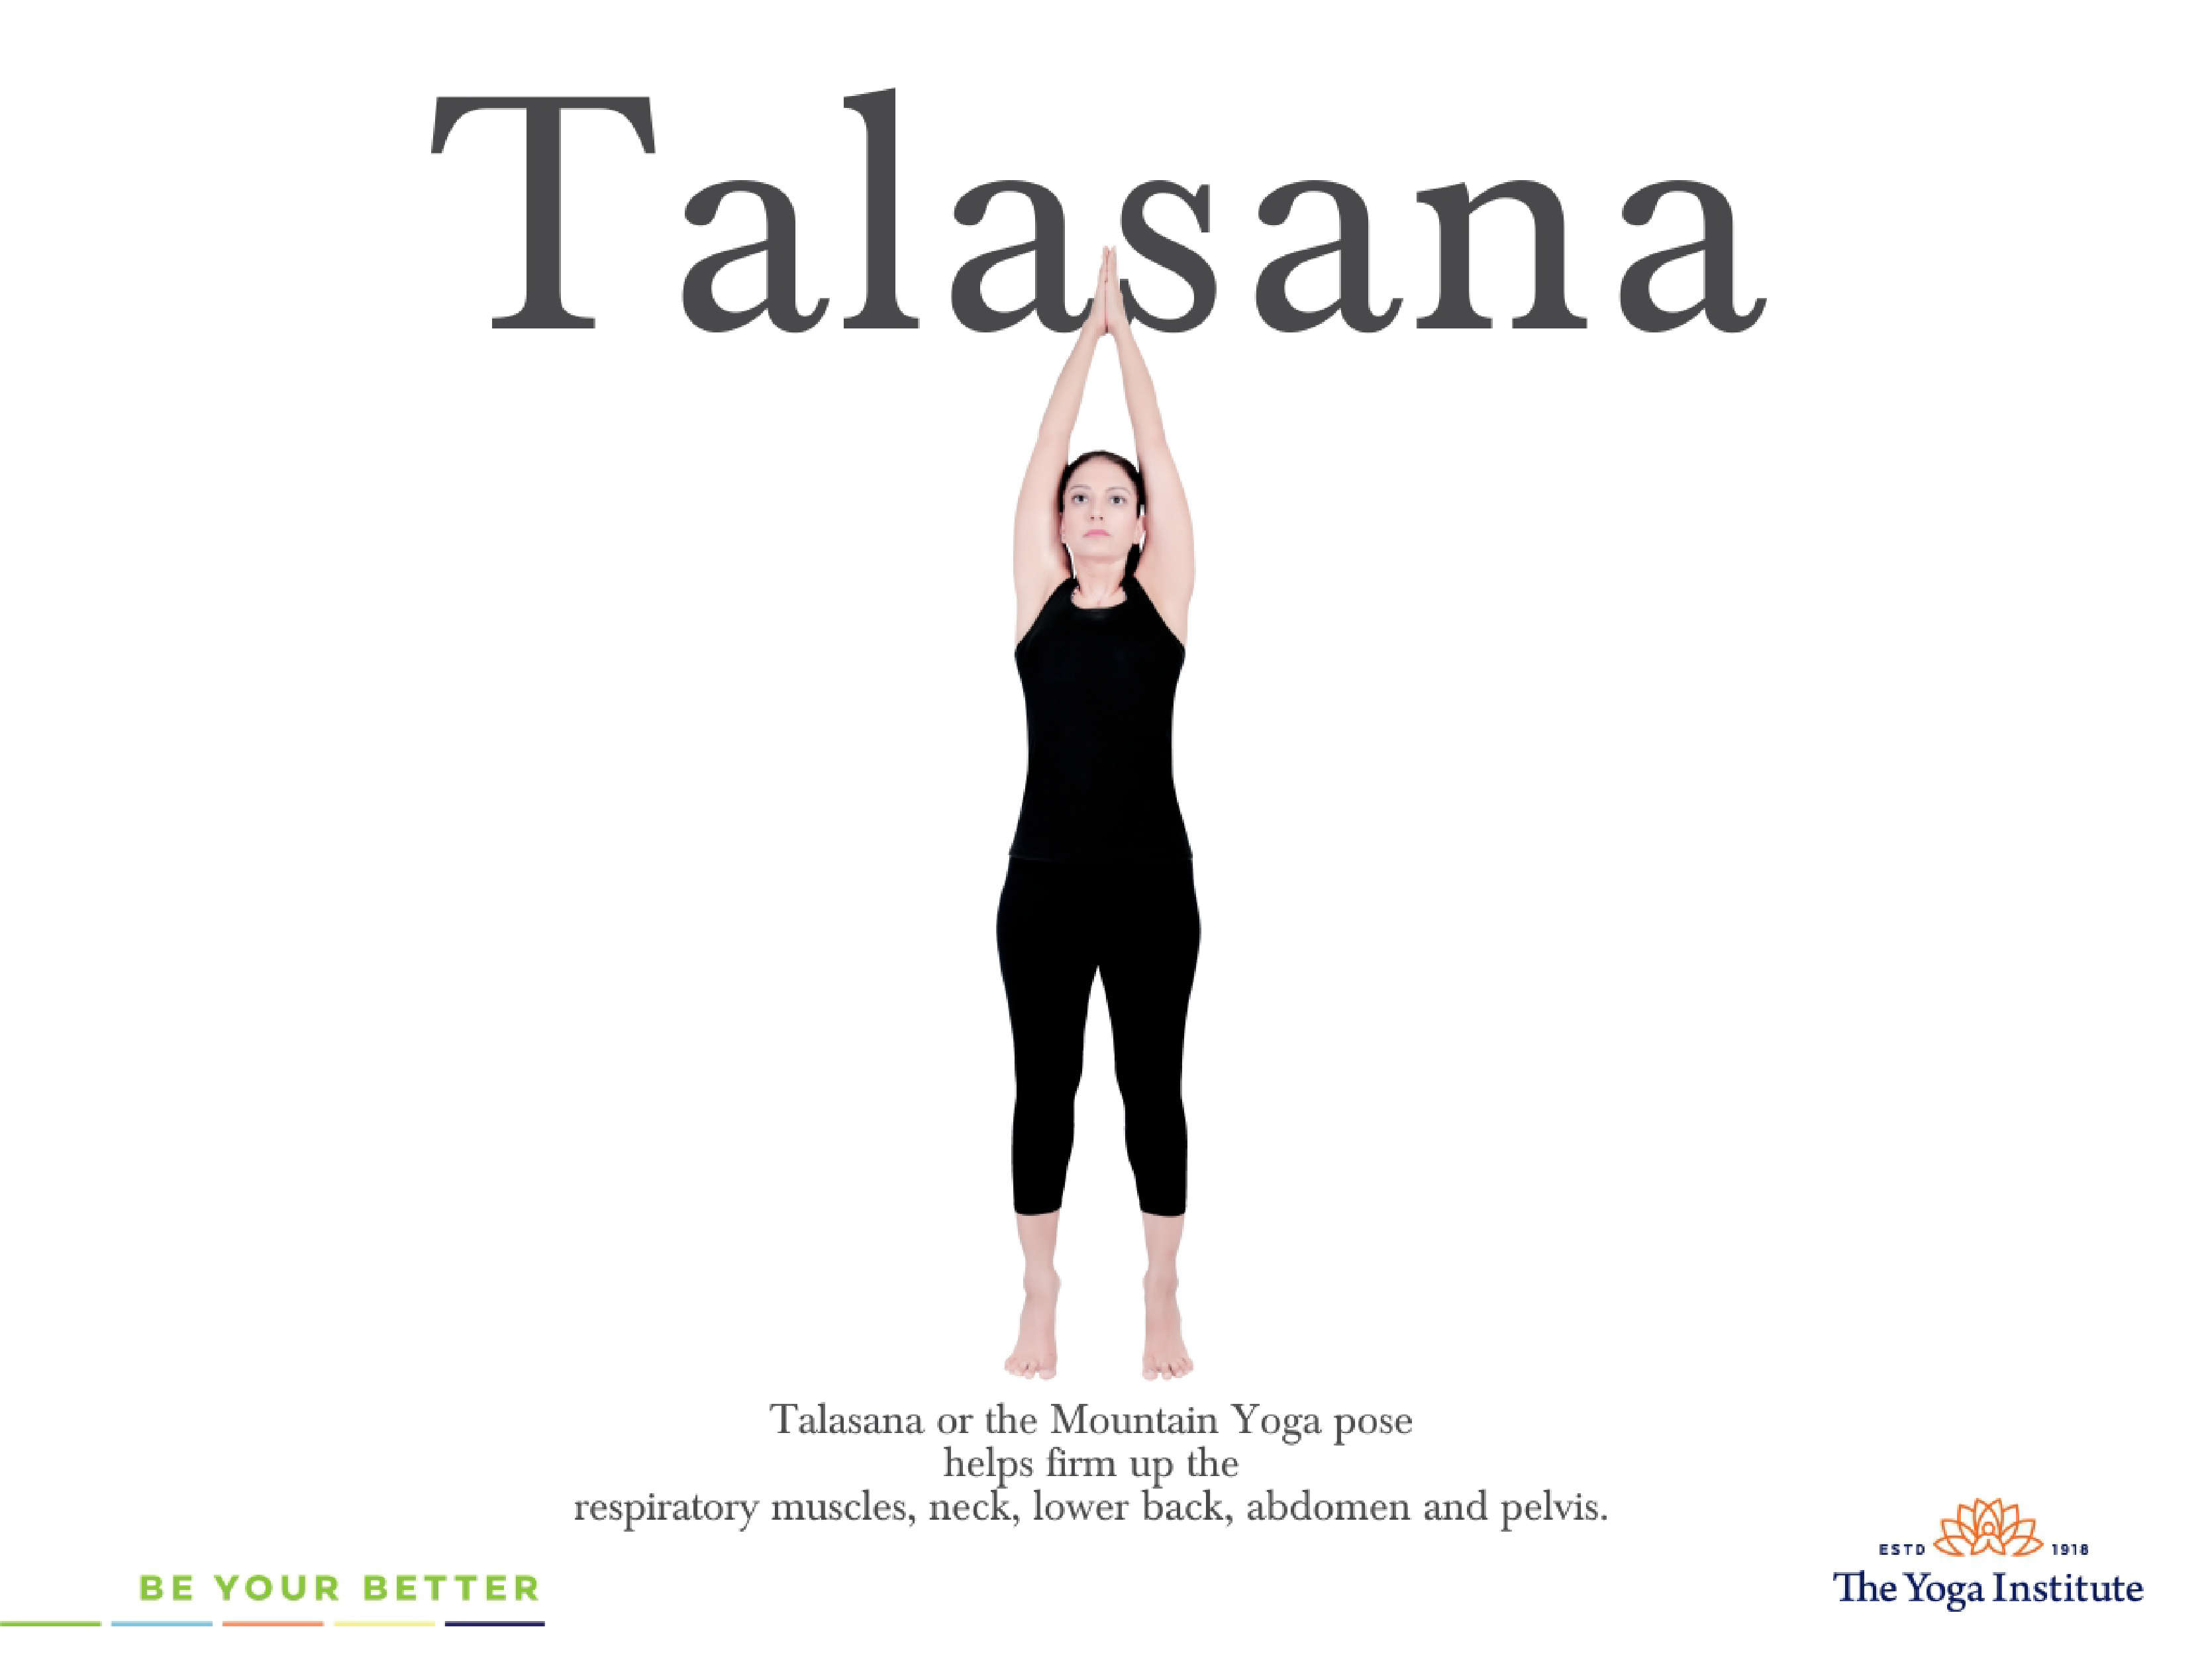 Talasana
Talasana or the Mountain Yoga pose
helps firm up the
respiratory muscles, neck, lower back, abdomen and pelvis.
BE YOUR BETTER
ESTD 1918
The Yoga Institute